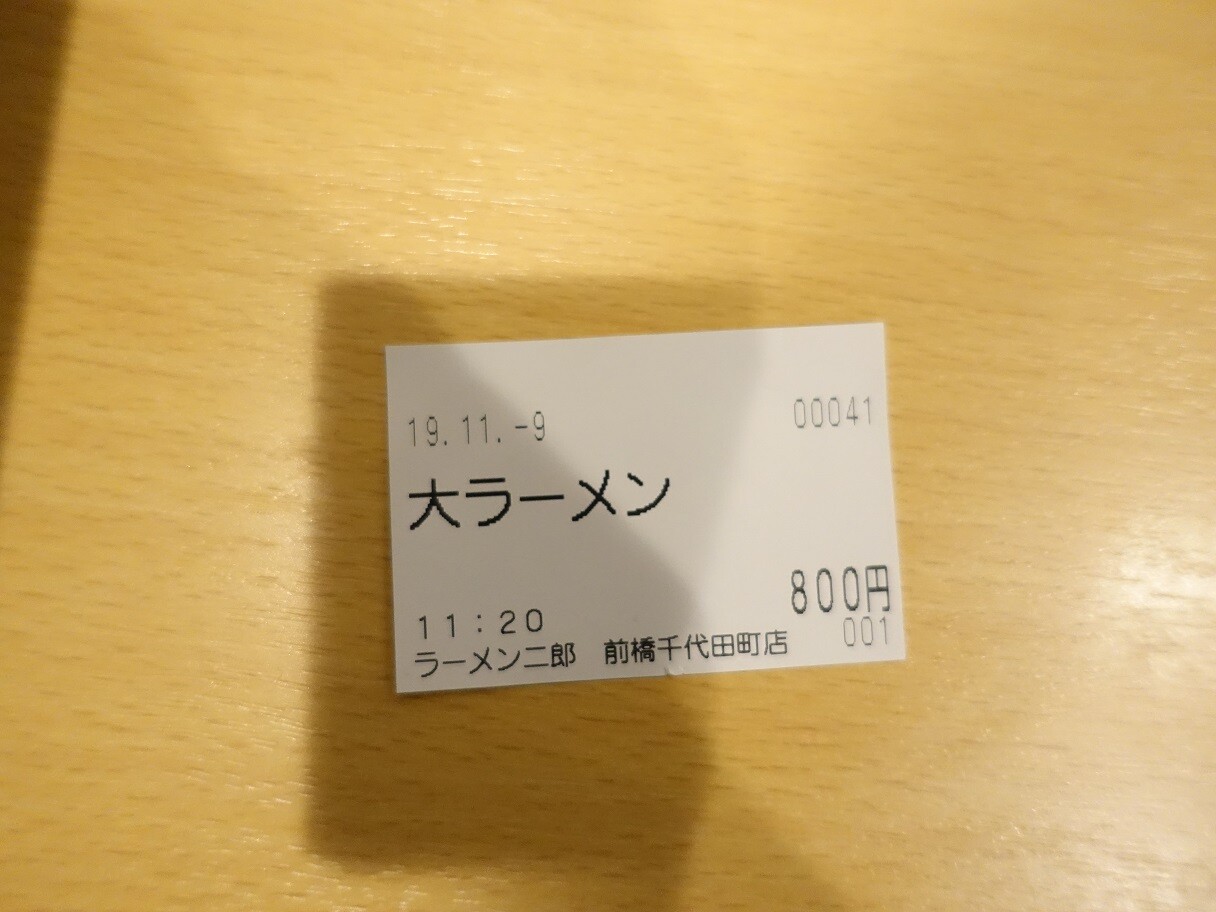 19.11.-9 00041
大ラーメン
800円
11:20
001
ラーメン二郎 前橋千代田町店